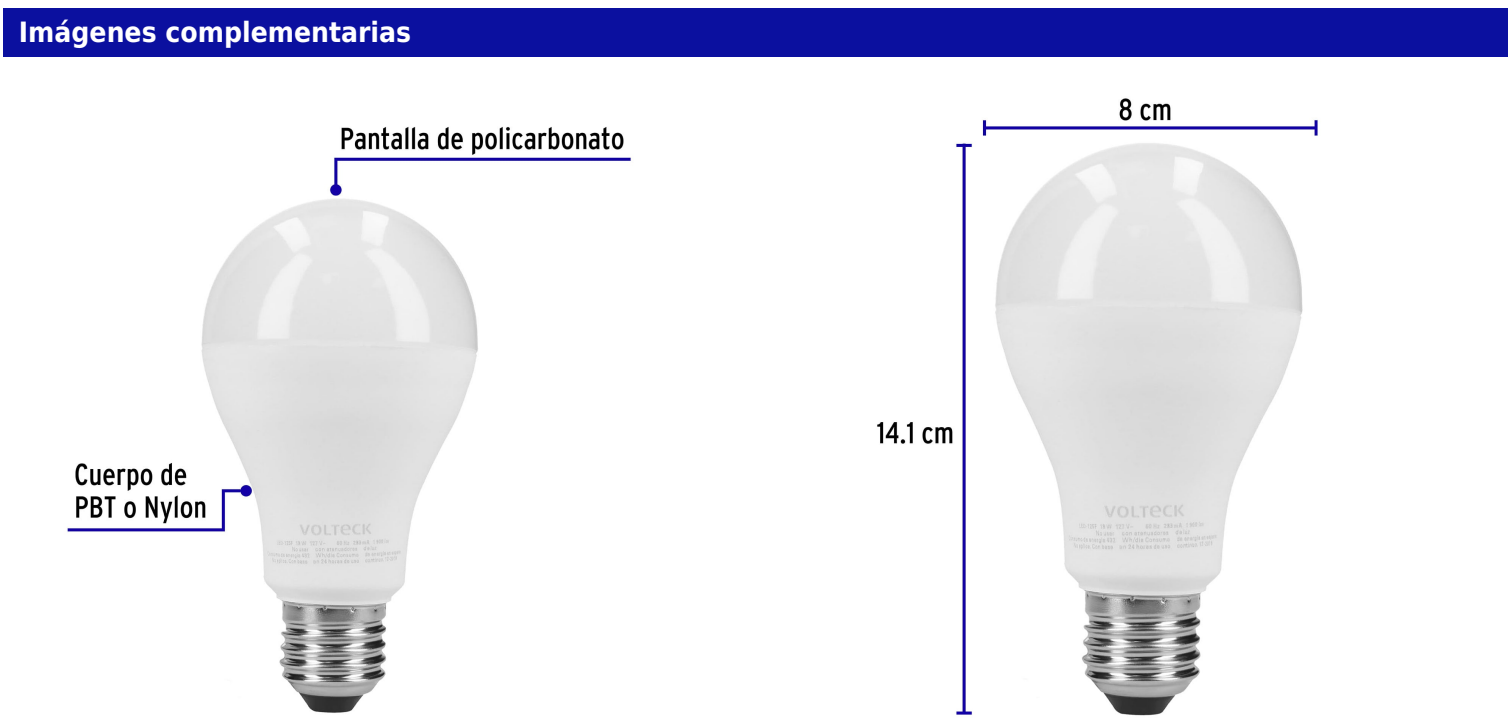 Imágenes complementarias
Pantalla de policarbonato
Cuerpo de
PBT o Nylon
VOLTECK
8 cm
14.1 cm
VOLTECK